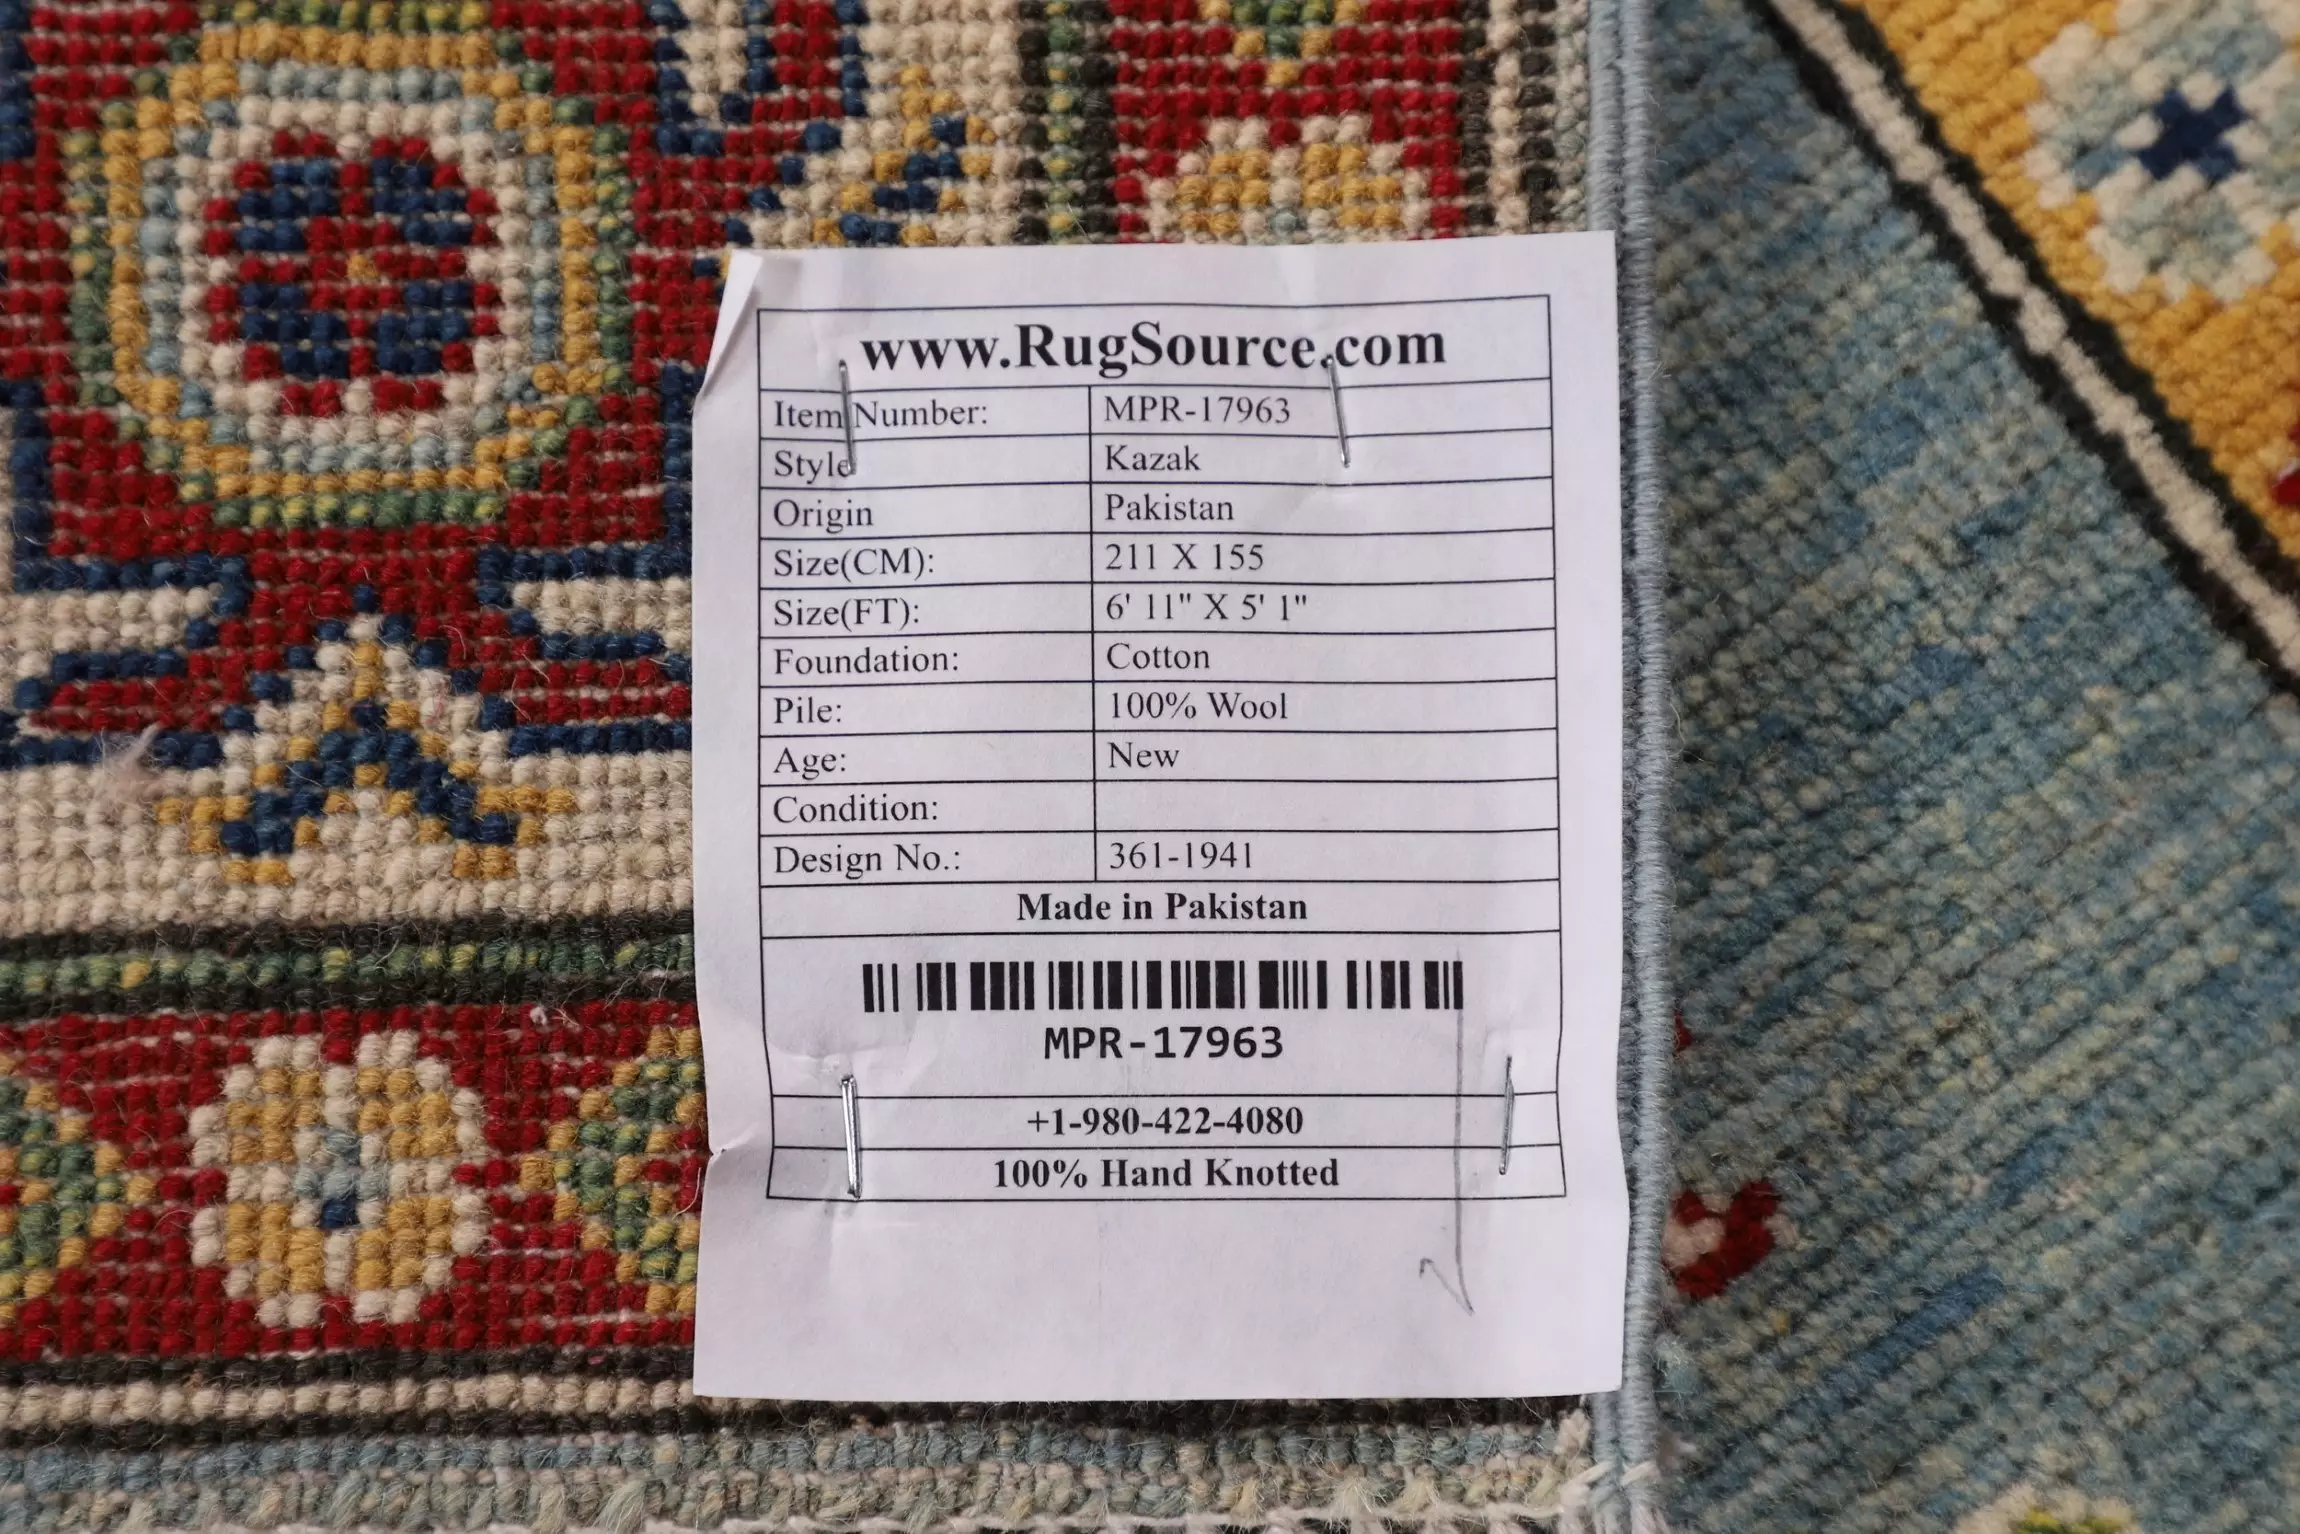 www.RugSource.com
Item Number: MPR-17963
Style Kazak
Origin Pakistan
Size(CM): 211 X 155
Size(FT): 6' 11" X 5' 1"
Foundation: Cotton
Pile: 100% Wool
Age: New
Condition:
Design No.: 361-1941
Made in Pakistan
MPR-17963
+1-980-422-4080
100% Hand Knotted